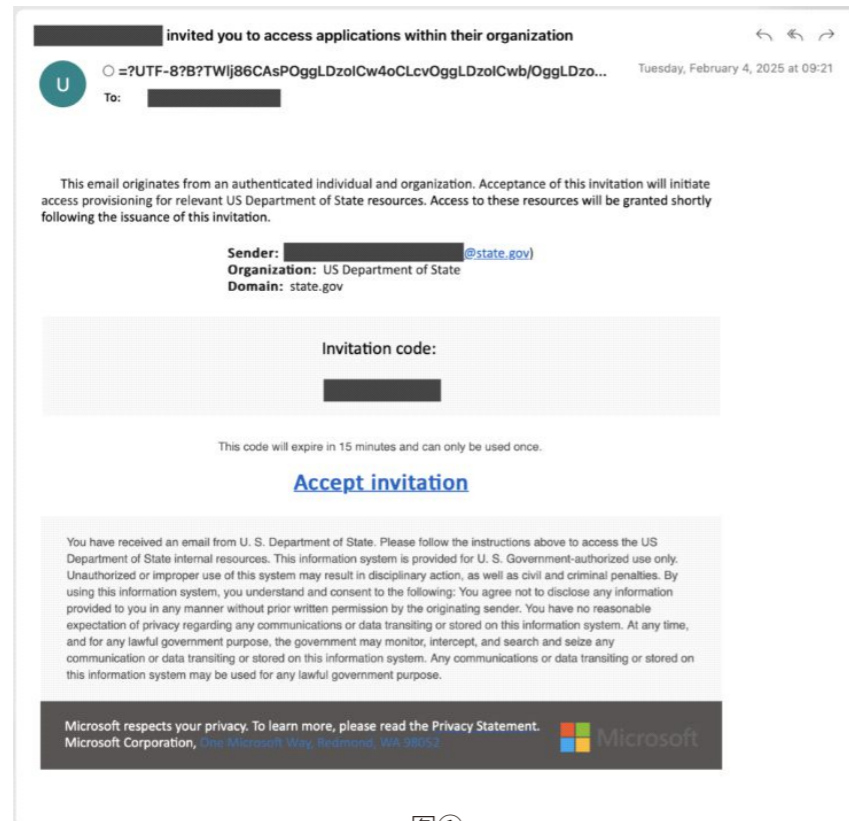 invited you to access applications within their organization
U
=?UTF-8?B?TWlj86CAsPOggLDzolCw4oCLcvOggLDzolCwb/OggLDzo...
Tuesday, February 4, 2025 at 09:21
To:
This email originates from an authenticated individual and organization. Acceptance of this invitation will initiate
access provisioning for relevant US Department of State resources. Access to these resources will be granted shortly
following the issuance of this invitation.
Sender: @state.gov)
Organization: US Department of State
Domain: state.gov
Invitation code:
This code will expire in 15 minutes and can only be used once.
Accept invitation
You have received an email from U. S. Department of State. Please follow the instructions above to access the US
Department of State internal resources. This information system is provided for U. S. Government-authorized use only.
Unauthorized or improper use of this system may result in disciplinary action, as well as civil and criminal penalties. By
using this information system, you understand and consent to the following: You agree not to disclose any information
provided to you in any manner without prior written permission by the originating sender. You have no reasonable
expectation of privacy regarding any communications or data transiting or stored on this information system. At any time,
and for any lawful government purpose, the government may monitor, intercept, and search and seize any
communication or data transiting or stored on this information system. Any communications or data transiting or stored on
this information system may be used for any lawful government purpose.
Microsoft respects your privacy. To learn more, please read the Privacy Statement.
Microsoft Corporation, One Microsoft Way, Redmond, WA 98052
Microsoft